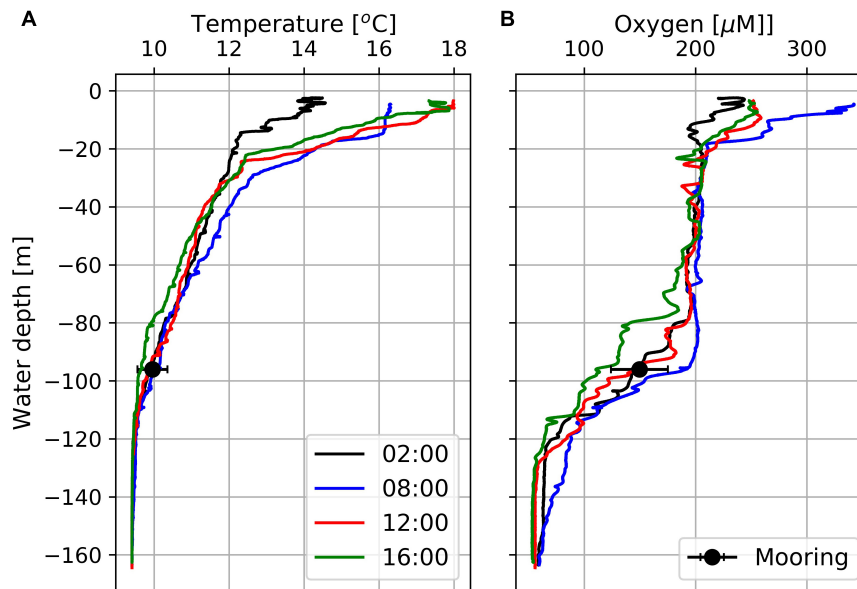 A
Temperature [°C]
10 12 14 16 18
B
Oxygen [μM]]
100 200 300
Water depth [m]
0
−20
−40
−60
−80
−100
−120
−140
−160
02:00
08:00
12:00
16:00
Mooring